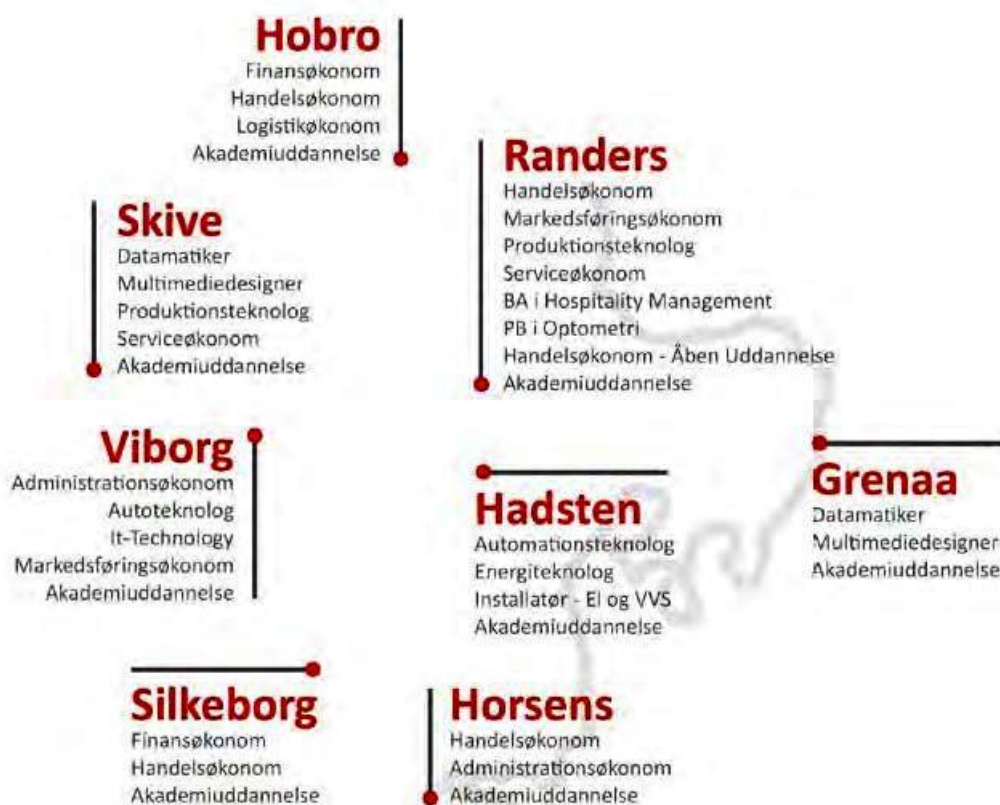 Hobro
Finansøkonom
Handelsøkonom
Logistikøkonom
Akademiuddannelse
Randers
Handelsøkonom
Markedsføringsøkonom
Produktionsteknolog
Serviceøkonom
BA i Hospitality Management
PB i Optometri
Handelsøkonom - Åben Uddannelse
Akademiuddannelse
Skive
Datamatiker
Multimediedesigner
Produktionsteknolog
Serviceøkonom
Akademiuddannelse
Viborg
Administrationsøkonom
Autoteknolog
It-Technology
Markedsføringsøkonom
Akademiuddannelse
Hadsten
Automationsteknolog
Energiteknolog
Installatør - El og VVS
Akademiuddannelse
Grenaa
Datamatiker
Multimediedesigner
Akademiuddannelse
Silkeborg
Finansøkonom
Handelsøkonom
Akademiuddannelse
Horsens
Handelsøkonom
Administrationsøkonom
Akademiuddannelse